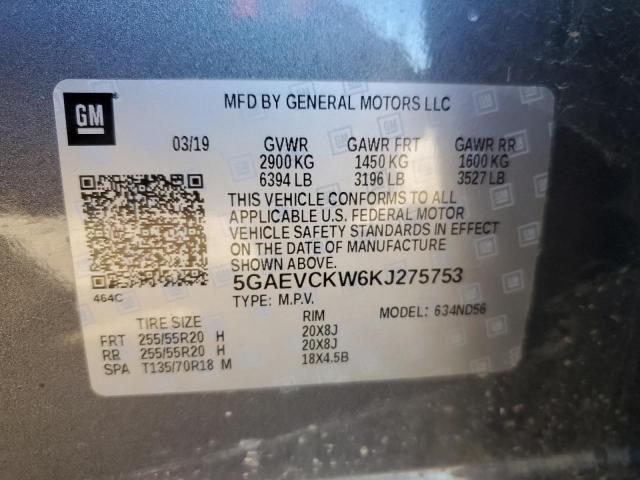 GM
MFD BY GENERAL MOTORS LLC
03/19 GVWR GAWR FRT GAWR RR
2900 KG 1450 KG 1600 KG
6394 LB 3196 LB 3527 LB
THIS VEHICLE CONFORMS TO ALL
APPLICABLE U.S. FEDERAL MOTOR
VEHICLE SAFETY STANDARDS IN EFFECT
ON THE DATE OF MANUFACTURE
SHOWN ABOVE.
464C
5GAEVCKW6KJ275753
TYPE: M.P.V. MODEL: 634ND56
TIRE SIZE RIM
FRT 255/55R20 H 20X8J
RR 255/55R20 H 20X8J
SPA T135/70R18 M 18X4.5B